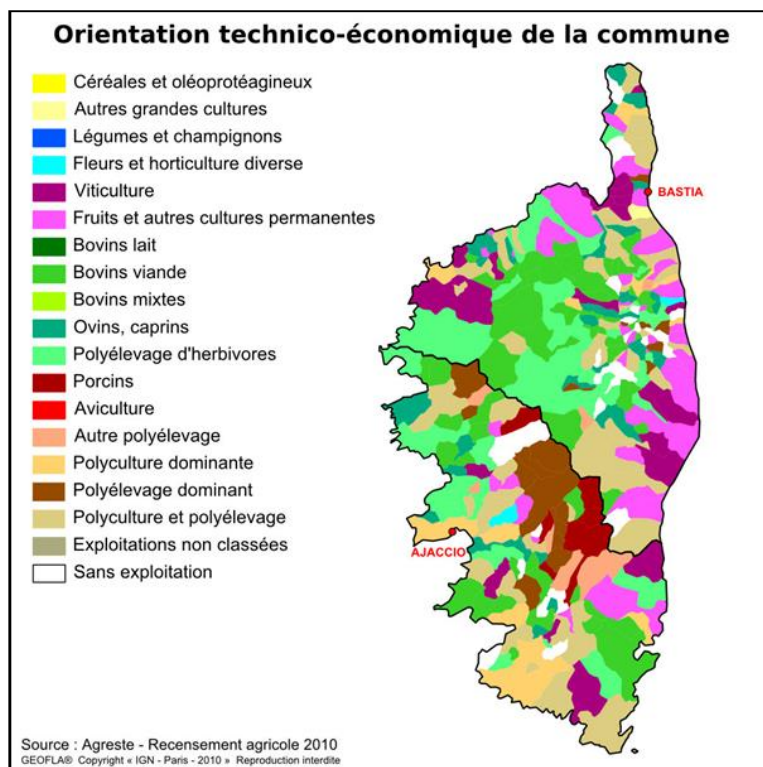 Orientation technico-économique de la commune
Céréales et oléoprotéagineux
Autres grandes cultures
Légumes et champignons
Fleurs et horticulture diverse
Viticulture
Fruits et autres cultures permanentes
Bovins lait
Bovins viande
Bovins mixtes
Ovins, caprins
Polyélevage d'herbivores
Porcins
Aviculture
Autre polyélevage
Polyculture dominante
Polyélevage dominant
Polyculture et polyélevage
Exploitations non classées
Sans exploitation
BASTIA
AJACCIO
Source : Agreste - Recensement agricole 2010
GEOFLA® Copyright « IGN - Paris - 2010 » Reproduction interdite